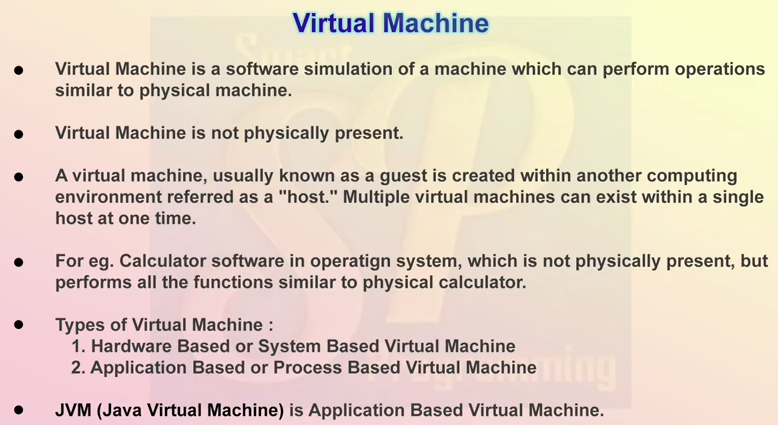 Virtual Machine
● Virtual Machine is a software simulation of a machine which can perform operations
similar to physical machine.
● Virtual Machine is not physically present.
● A virtual machine, usually known as a guest is created within another computing
environment referred as a "host." Multiple virtual machines can exist within a single
host at one time.
● For eg. Calculator software in operatign system, which is not physically present, but
performs all the functions similar to physical calculator.
● Types of Virtual Machine :
1. Hardware Based or System Based Virtual Machine
2. Application Based or Process Based Virtual Machine
● JVM (Java Virtual Machine) is Application Based Virtual Machine.
Smart
SP
Programming